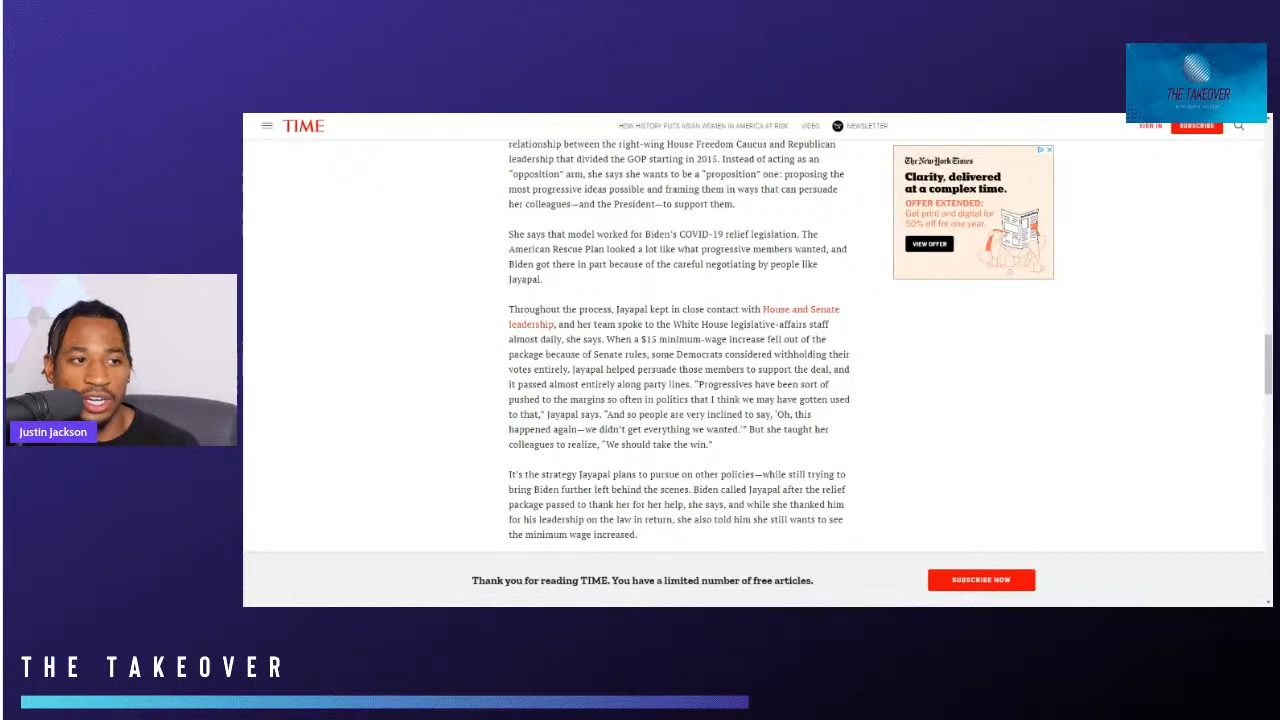 THE TAKEOVER
TIME
HOW HISTORY PUTS ASIAN WOMEN IN AMERICA AT RISK
VIDEO
NEWSLETTER
SIGN IN
SUBSCRIBE
relationship between the right-wing House Freedom Caucus and Republican
leadership that divided the GOP starting in 2015. Instead of acting as an
“opposition” arm, she says she wants to be a “proposition” one: proposing the
most progressive ideas possible and framing them in ways that can persuade
her colleagues—and the President—to support them.
She says that model worked for Biden’s COVID-19 relief legislation. The
American Rescue Plan looked a lot like what progressive members wanted, and
Biden got there in part because of the careful negotiating by people like
Jayapal.
Throughout the process, Jayapal kept in close contact with House and Senate
leadership, and her team spoke to the White House legislative-affairs staff
almost daily, she says. When a $15 minimum-wage increase fell out of the
package because of Senate rules, some Democrats considered withholding their
votes entirely. Jayapal helped persuade those members to support the deal, and
it passed almost entirely along party lines. “Progressives have been sort of
pushed to the margins so often in politics that I think we may have gotten used
to that,” Jayapal says. “And so people are very inclined to say, ‘Oh, this
happened again—we didn’t get everything we wanted.’” But she taught her
colleagues to realize, “We should take the win.”
It’s the strategy Jayapal plans to pursue on other policies—while still trying to
bring Biden further left behind the scenes. Biden called Jayapal after the relief
package passed to thank her for her help, she says, and while she thanked him
for his leadership on the law in return, she also told him she still wants to see
the minimum wage increased.
The New York Times
Clarity, delivered
at a complex time.
OFFER EXTENDED:
Get print and digital for
50% off for one year.
VIEW OFFER
Thank you for reading TIME. You have a limited number of free articles.
SUBSCRIBE NOW
Justin Jackson
THE TAKEOVER